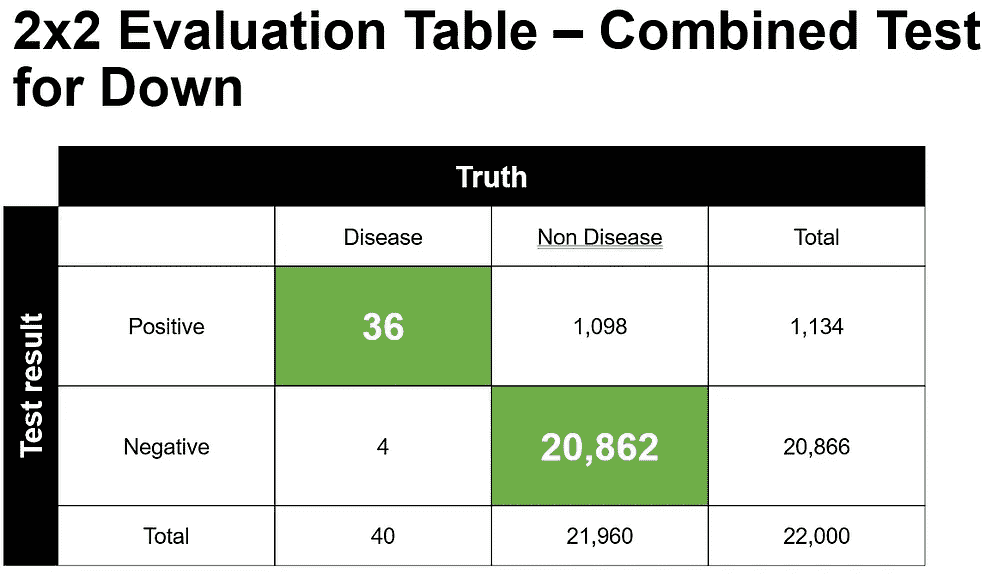 2x2 Evaluation Table – Combined Test
for Down
Truth
Disease Non Disease Total
Test result
Positive 36 1,098 1,134
Negative 4 20,862 20,866
Total 40 21,960 22,000